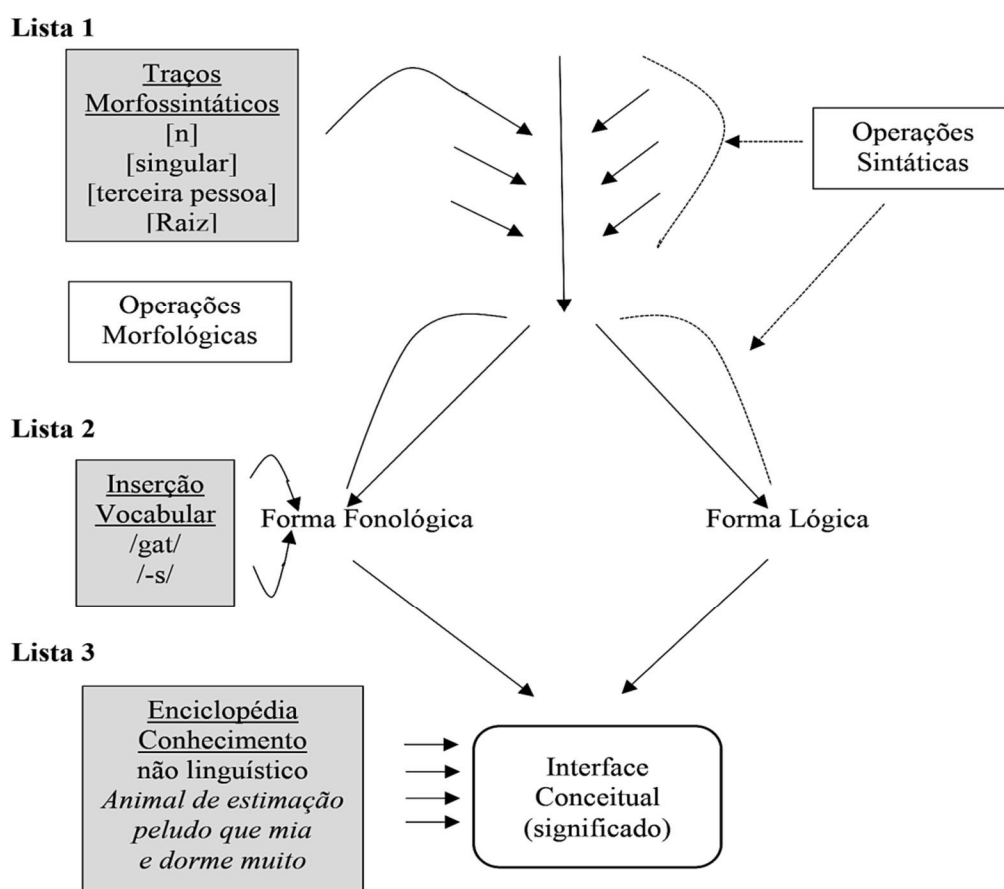 Lista 1
Traços
Morfossintáticos
[n]
[singular]
[terceira pessoa]
[Raiz]
Operações
Sintáticas
Operações
Morfológicas
Lista 2
Inserção
Vocabular
/gat/
/-s/
Forma Fonológica
Forma Lógica
Lista 3
Enciclopédia
Conhecimento
não linguístico
Animal de estimação
peludo que mia
e dorme muito
Interface
Conceitual
(significado)